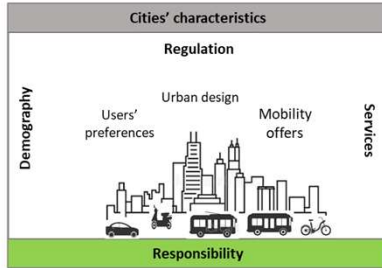 Cities' characteristics
Regulation
Demography
Urban design
Users'
preferences
Mobility
offers
Services
Responsibility